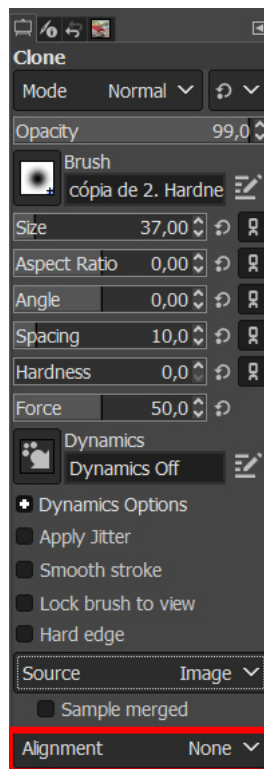 Clone
Mode Normal
Opacity 99,0
Brush
cópia de 2. Hardne
Size 37,00
Aspect Ratio 0,00
Angle 0,00
Spacing 10,0
Hardness 0,0
Force 50,0
Dynamics
Dynamics Off
Dynamics Options
Apply Jitter
Smooth stroke
Lock brush to view
Hard edge
Source Image
Sample merged
Alignment None